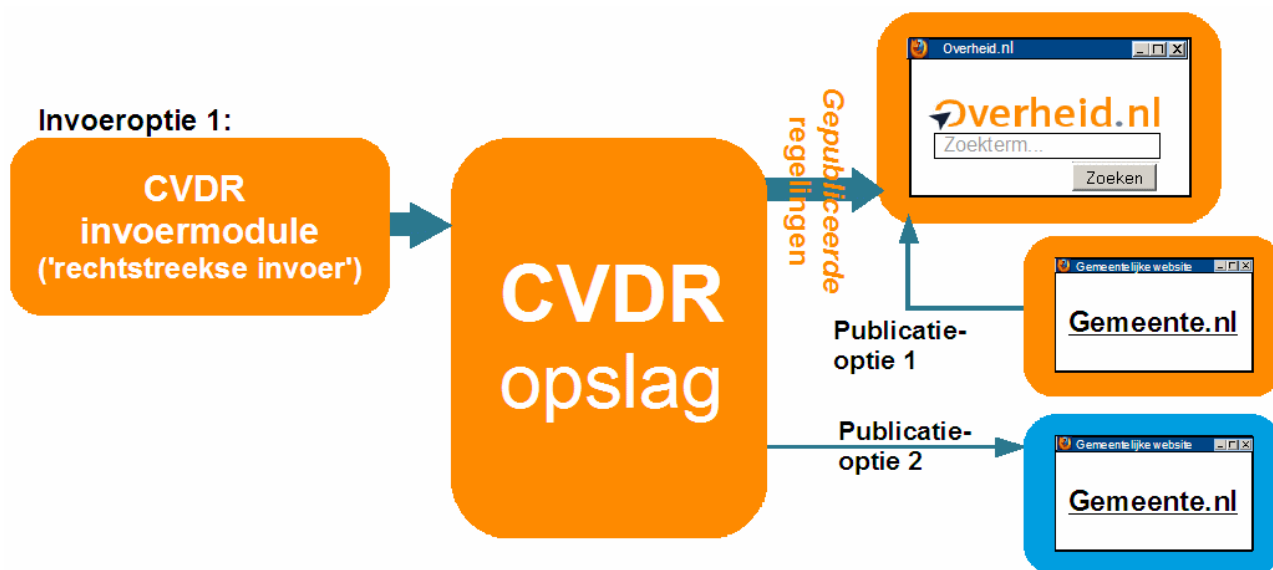 Invoeroptie 1:
CVDR
invoermodule
('rechtstreekse invoer')
CVDR
opslag
Gepubliceerde
regelingen
Overheid.nl
Overheid.nl
Zoekterm...
Zoeken
Publicatie-
optie 1
Gemeentelijke website
Gemeente.nl
Publicatie-
optie 2
Gemeentelijke website
Gemeente.nl